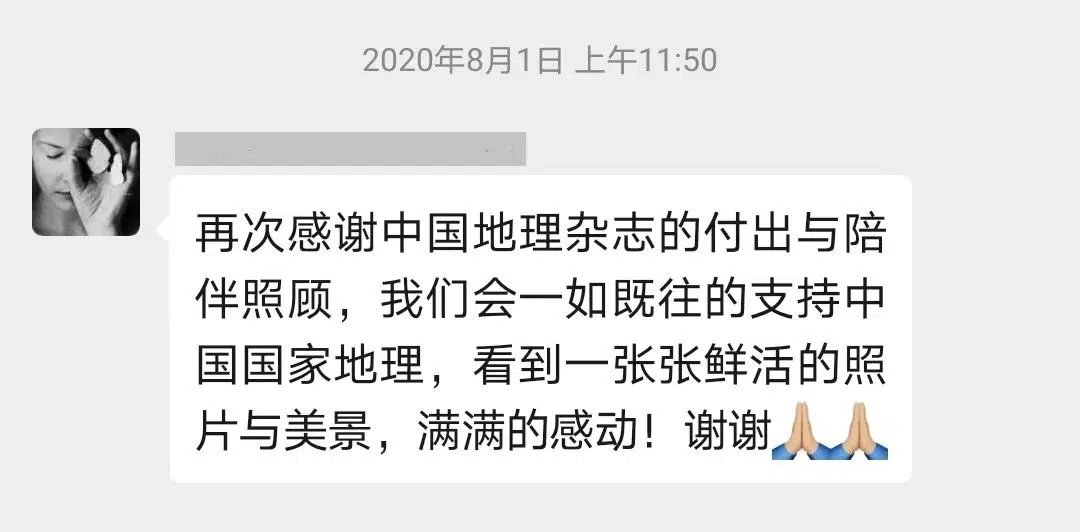 2020年8月1日 上午11:50
再次感谢中国地理杂志的付出与陪
伴照顾，我们会一如既往的支持中
国国家地理，看到一张张鲜活的照
片与美景，满满的感动！谢谢🙏🏼🙏🏼